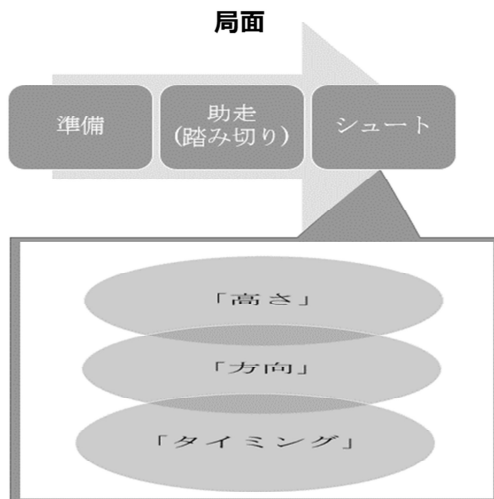 局面
準備
助走
(踏み切り)
シュート
「高さ」
「方向」
「タイミング」